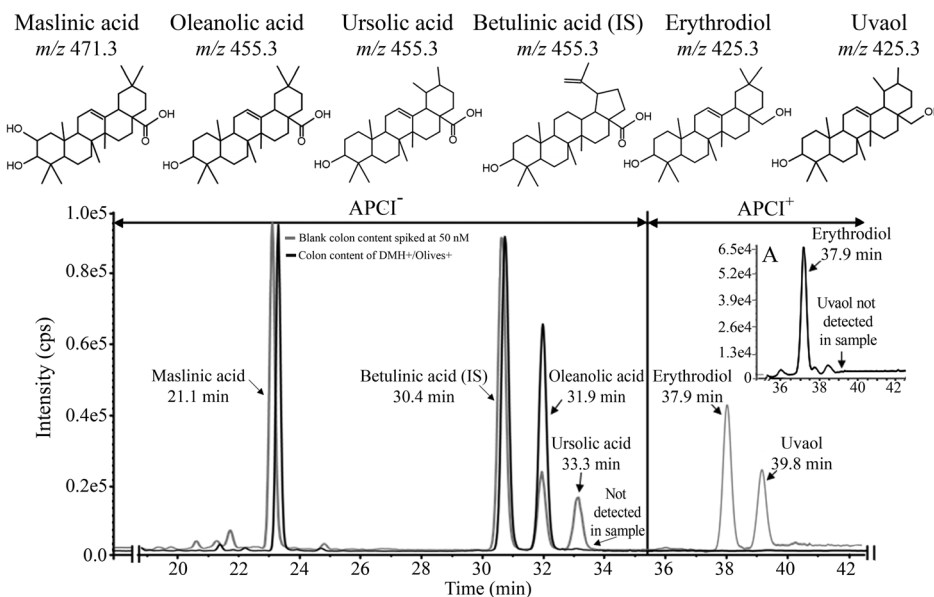 Maslinic acid
m/z 471.3
Oleanolic acid
m/z 455.3
Ursolic acid
m/z 455.3
Betulinic acid (IS)
m/z 455.3
Erythrodiol
m/z 425.3
Uvaol
m/z 425.3
HO
HO
OH
O
HO
OH
O
HO
OH
O
HO
OH
O
HO
OH
HO
APCI-
APCI+
Blank colon content spiked at 50 nM
Colon content of DMH+/Olives+
Intensity (cps)
1.0e5
0.8e5
0.6e5
0.4e5
0.2e5
0.0
Maslinic acid
21.1 min
Betulinic acid (IS)
30.4 min
Oleanolic acid
31.9 min
Ursolic acid
33.3 min
Not
detected
in sample
Erythrodiol
37.9 min
Uvaol
39.8 min
A
6.5e4
5.2e4
3.9e4
2.6e4
1.3e4
0
Erythrodiol
37.9 min
Uvaol not
detected
in sample
36 38 40 42
20 22 24 26 28 30 32 34 36 38 40 42
Time (min)